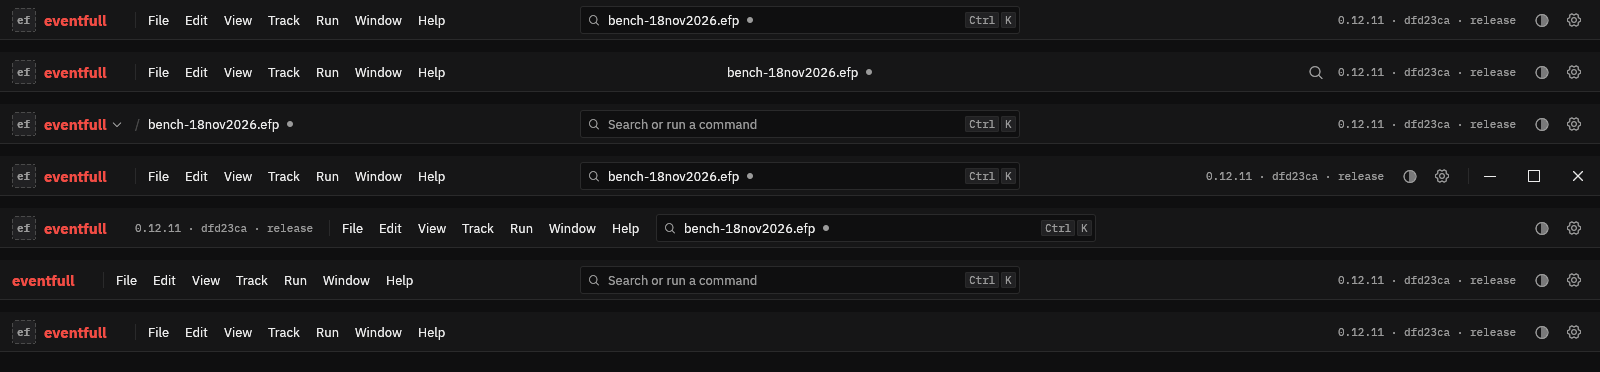 ef eventfull File Edit View Track Run Window Help bench-18nov2026.efp Ctrl K 0.12.11 · dfd23ca · release
ef eventfull File Edit View Track Run Window Help bench-18nov2026.efp 0.12.11 · dfd23ca · release
ef eventfull / bench-18nov2026.efp Search or run a command Ctrl K 0.12.11 · dfd23ca · release
ef eventfull File Edit View Track Run Window Help bench-18nov2026.efp Ctrl K 0.12.11 · dfd23ca · release
ef eventfull 0.12.11 · dfd23ca · release File Edit View Track Run Window Help bench-18nov2026.efp Ctrl K
eventfull File Edit View Track Run Window Help Search or run a command Ctrl K 0.12.11 · dfd23ca · release
ef eventfull File Edit View Track Run Window Help 0.12.11 · dfd23ca · release